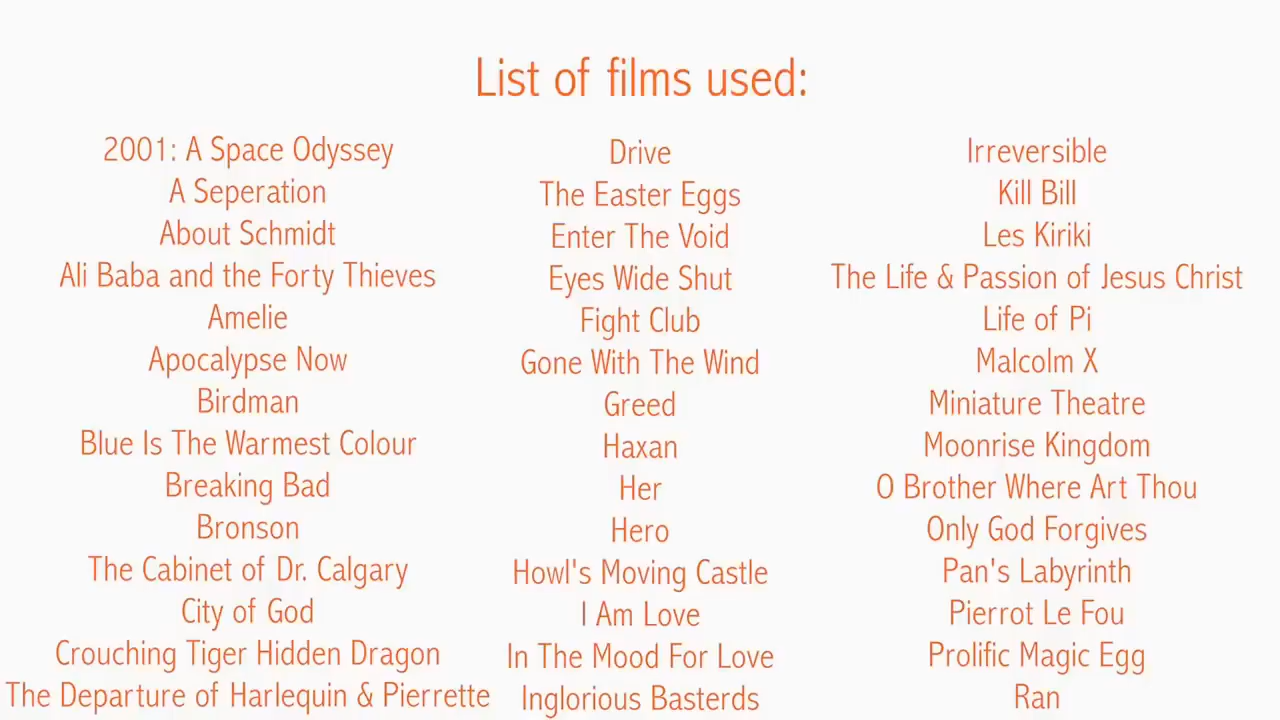 List of films used:
2001: A Space Odyssey
A Seperation
About Schmidt
Ali Baba and the Forty Thieves
Amelie
Apocalypse Now
Birdman
Blue Is The Warmest Colour
Breaking Bad
Bronson
The Cabinet of Dr. Calgary
City of God
Crouching Tiger Hidden Dragon
The Departure of Harlequin & Pierrette
Drive
The Easter Eggs
Enter The Void
Eyes Wide Shut
Fight Club
Gone With The Wind
Greed
Haxan
Her
Hero
Howl's Moving Castle
I Am Love
In The Mood For Love
Inglorious Basterds
Irreversible
Kill Bill
Les Kiriki
The Life & Passion of Jesus Christ
Life of Pi
Malcolm X
Miniature Theatre
Moonrise Kingdom
O Brother Where Art Thou
Only God Forgives
Pan's Labyrinth
Pierrot Le Fou
Prolific Magic Egg
Ran